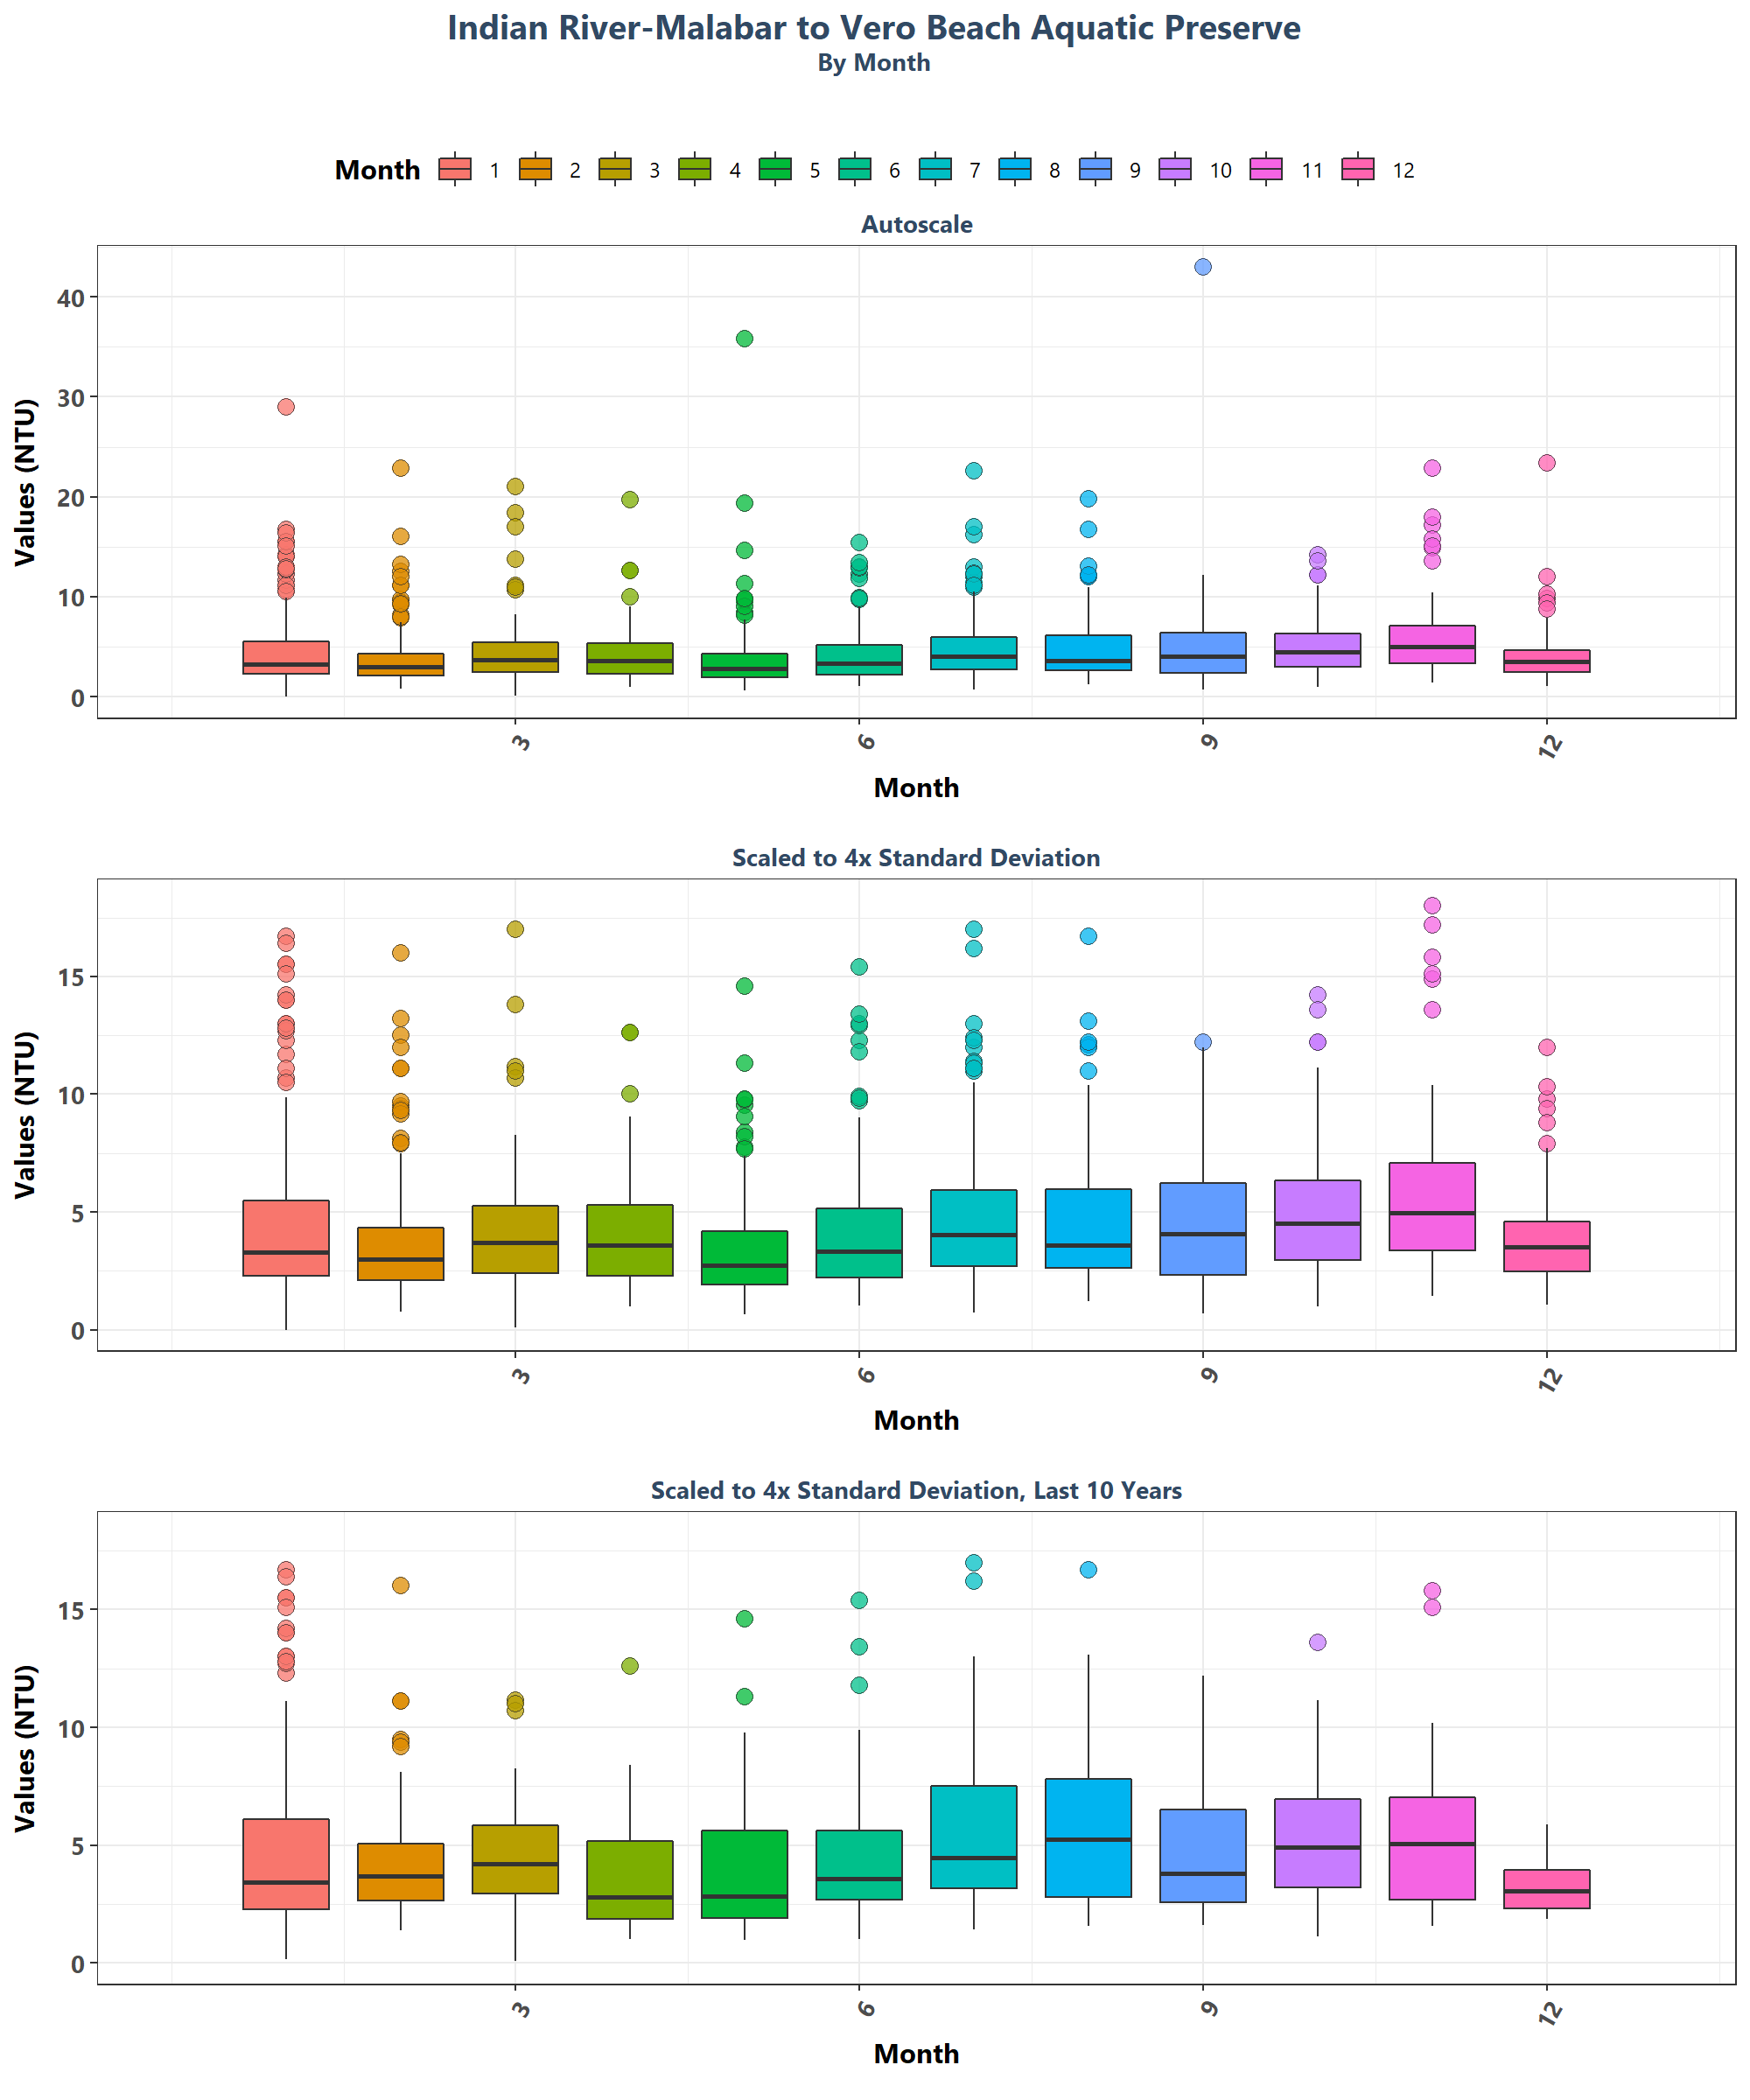 Indian River-Malabar to Vero Beach Aquatic Preserve
By Month
Month 1 2 3 4 5 6 7 8 9 10 11 12
Autoscale
Values (NTU)
40
30
20
10
0
3 6 9 12
Month
Scaled to 4x Standard Deviation
Values (NTU)
15
10
5
0
3 6 9 12
Month
Scaled to 4x Standard Deviation, Last 10 Years
Values (NTU)
15
10
5
0
3 6 9 12
Month